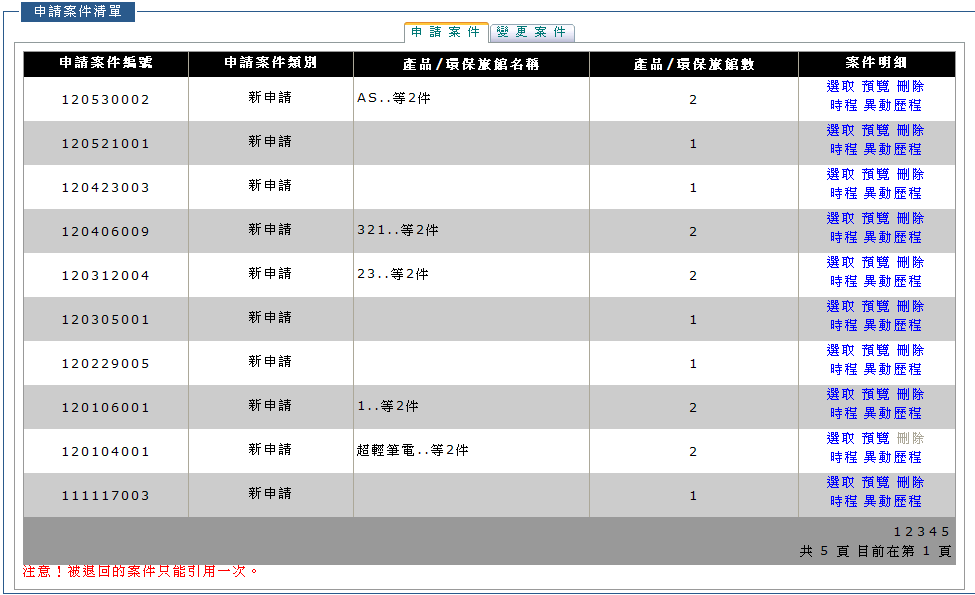 申請案件清單
申請案件 變更案件
申請案件編號 申請案件類別 產品/環保旅館名稱 產品/環保旅館數 案件明細
120530002 新申請 AS..等2件 2 選取 預覽 刪除
時程 異動歷程
120521001 新申請 1 選取 預覽 刪除
時程 異動歷程
120423003 新申請 1 選取 預覽 刪除
時程 異動歷程
120406009 新申請 321..等2件 2 選取 預覽 刪除
時程 異動歷程
120312004 新申請 23..等2件 2 選取 預覽 刪除
時程 異動歷程
120305001 新申請 1 選取 預覽 刪除
時程 異動歷程
120229005 新申請 1 選取 預覽 刪除
時程 異動歷程
120106001 新申請 1..等2件 2 選取 預覽 刪除
時程 異動歷程
120104001 新申請 超輕筆電..等2件 2 選取 預覽 刪除
時程 異動歷程
111117003 新申請 1 選取 預覽 刪除
時程 異動歷程
1 2 3 4 5
共 5 頁 目前在第 1 頁
注意！被退回的案件只能引用一次。